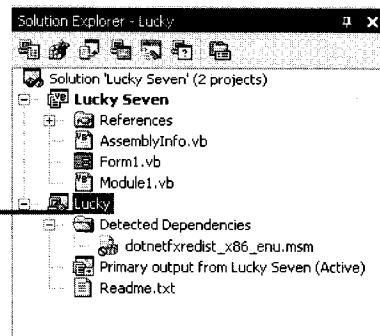 Solution Explorer - Lucky
Solution 'Lucky Seven' (2 projects)
Lucky Seven
References
AssemblyInfo.vb
Form1.vb
Module1.vb
Lucky
Detected Dependencies
dotnetfxredist_x86_enu.msm
Primary output from Lucky Seven (Active)
Readme.txt